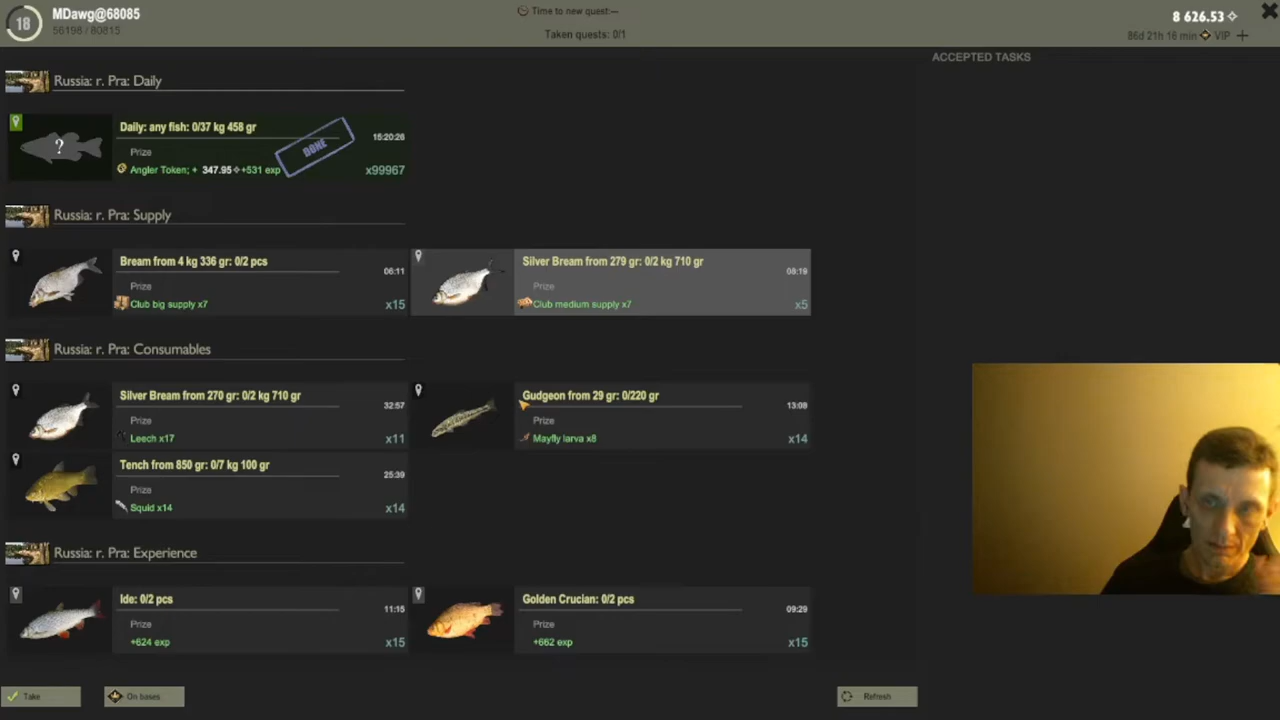 18
MDawg@68085
56198 / 80815
Time to new quest:—
Taken quests: 0/1
8 626.53
86d 21h 16 min VIP
ACCEPTED TASKS
Russia: r. Pra: Daily
Daily: any fish: 0/37 kg 458 gr
15:20:26
Prize
DONE
Angler Token; + 347.95 +531 exp
x99967
Russia: r. Pra: Supply
Bream from 4 kg 336 gr: 0/2 pcs
06:11
Prize
Club big supply x7
x15
Silver Bream from 279 gr: 0/2 kg 710 gr
08:19
Prize
Club medium supply x7
x5
Russia: r. Pra: Consumables
Silver Bream from 270 gr: 0/2 kg 710 gr
32:57
Prize
Leech x17
x11
Gudgeon from 29 gr: 0/220 gr
13:08
Prize
Mayfly larva x8
x14
Tench from 850 gr: 0/7 kg 100 gr
25:39
Prize
Squid x14
x14
Russia: r. Pra: Experience
Ide: 0/2 pcs
11:15
Prize
+624 exp
x15
Golden Crucian: 0/2 pcs
09:29
Prize
+662 exp
x15
Take
On bases
Refresh